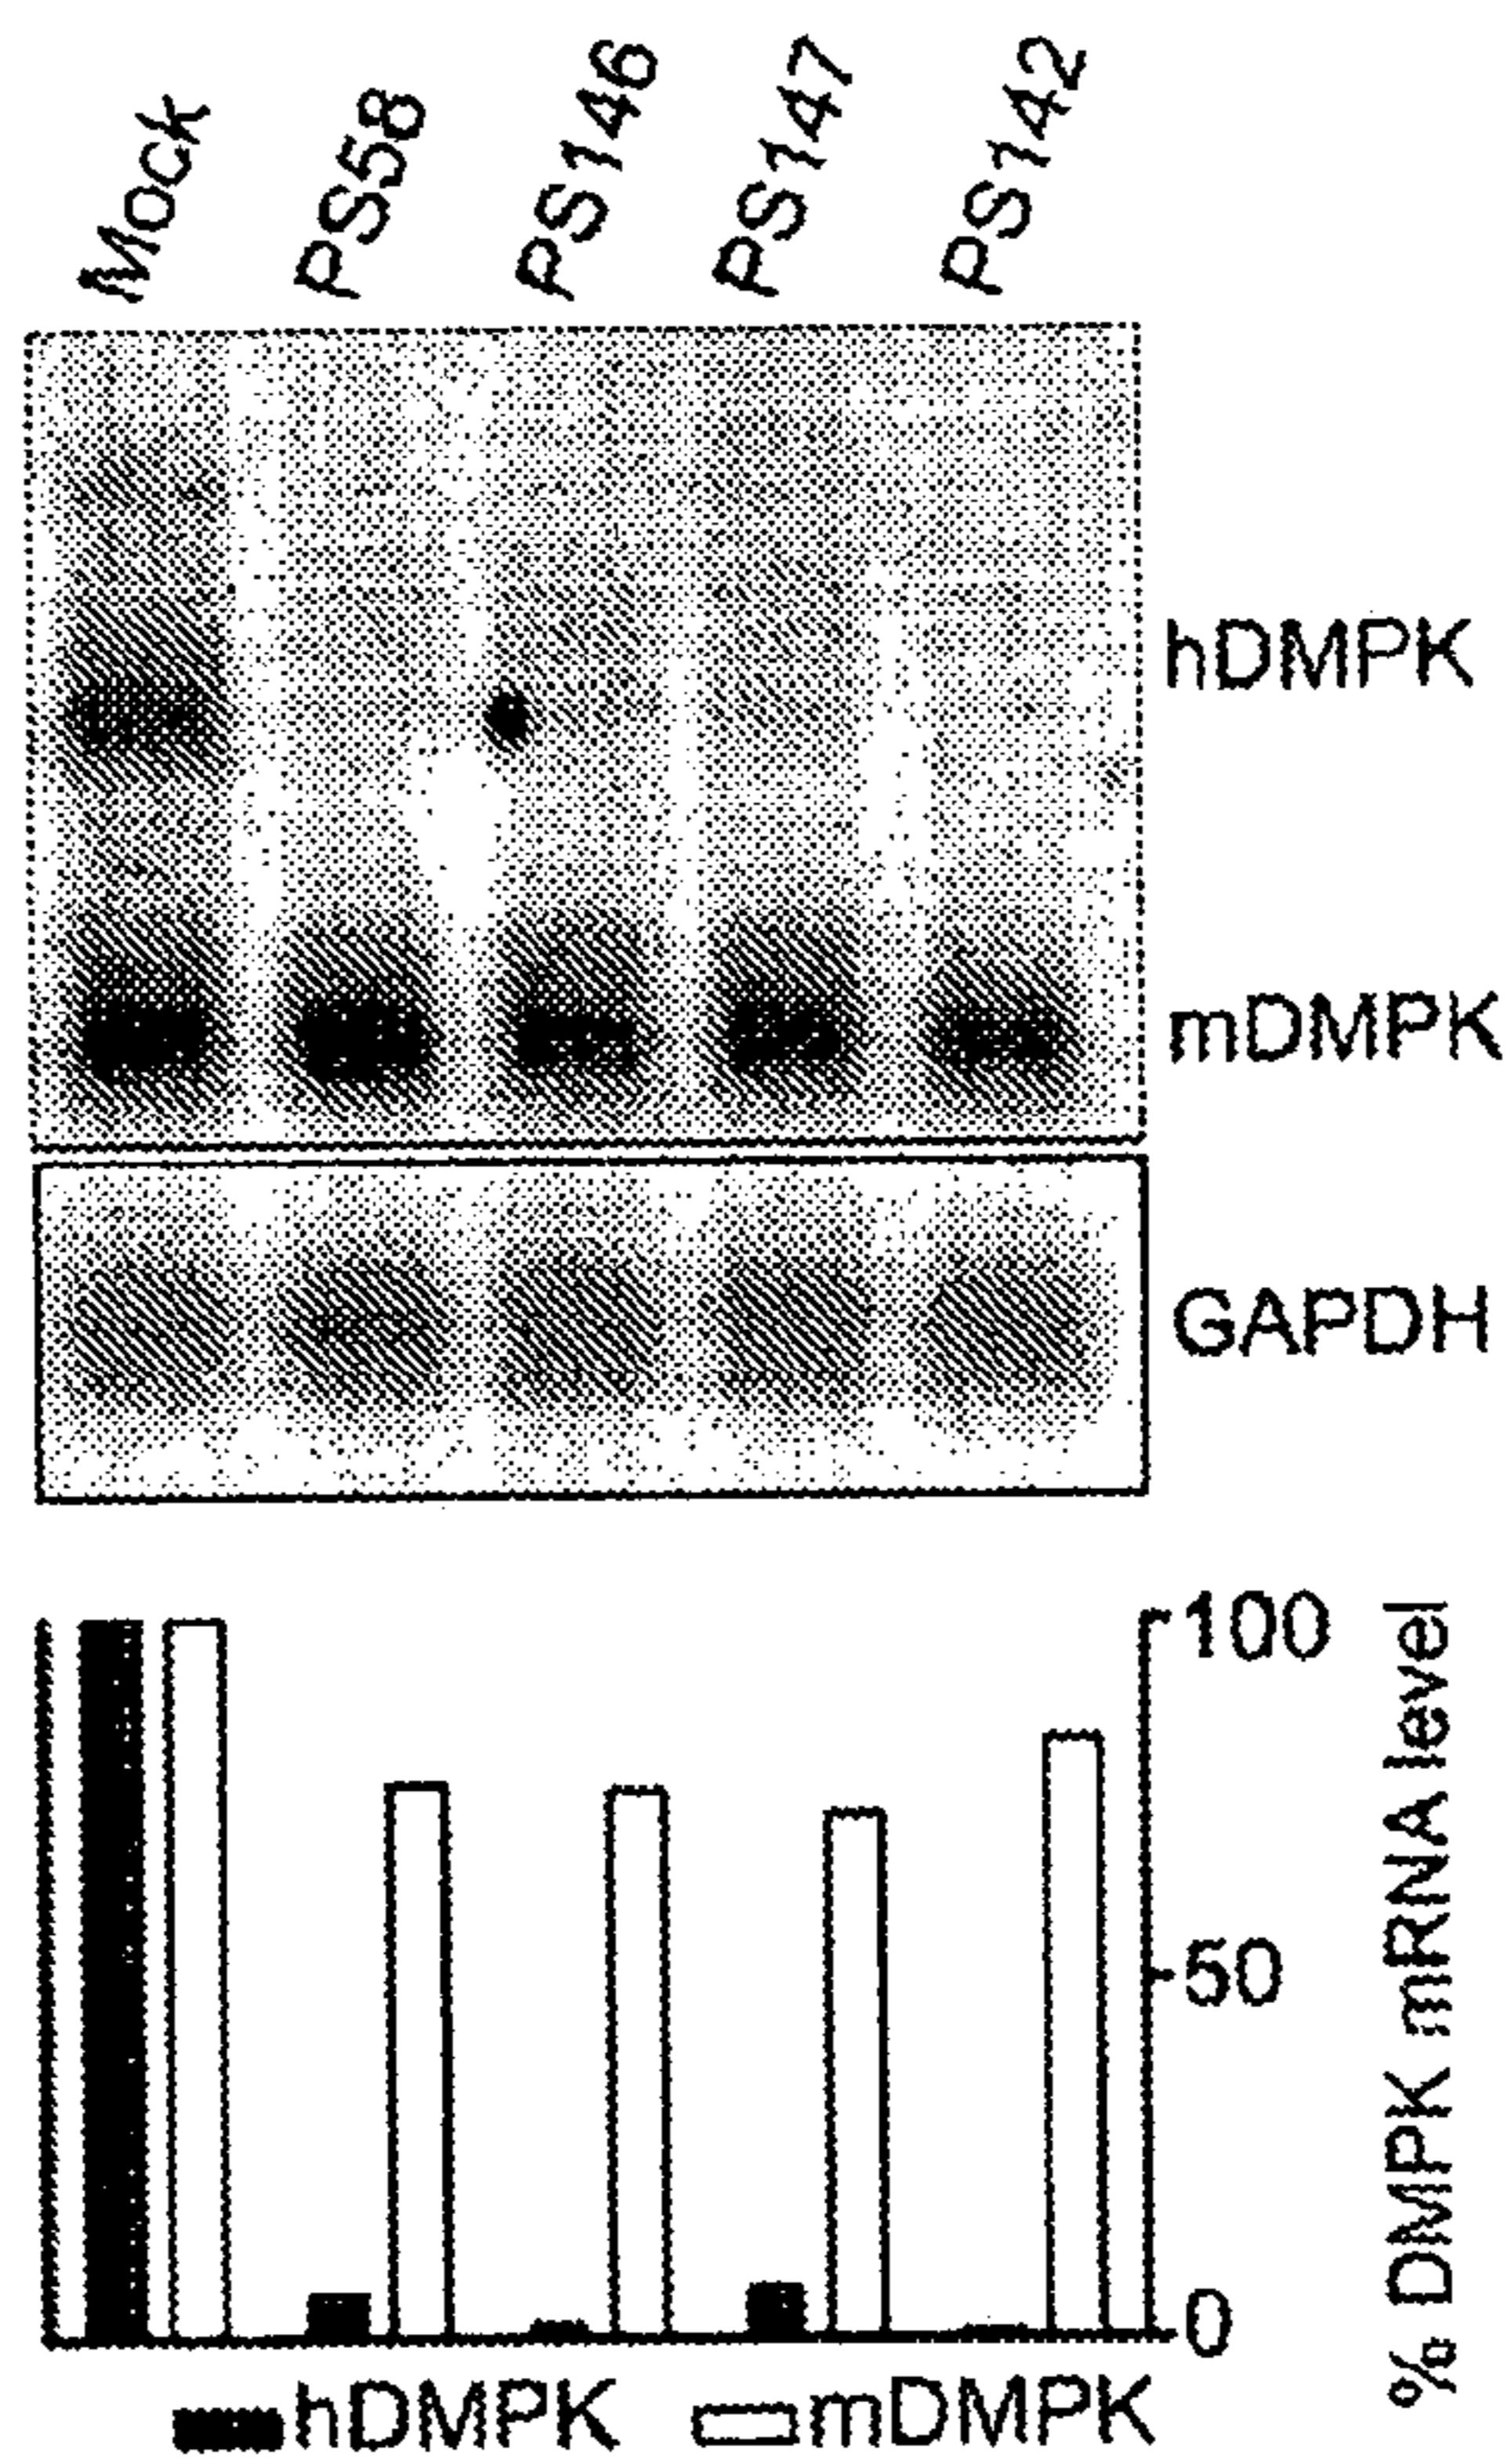 Mock PS58 PS146 PS147 PS142
hDMPK
mDMPK
GAPDH
100
50
0
% DMPK mRNA level
hDMPK mDMPK